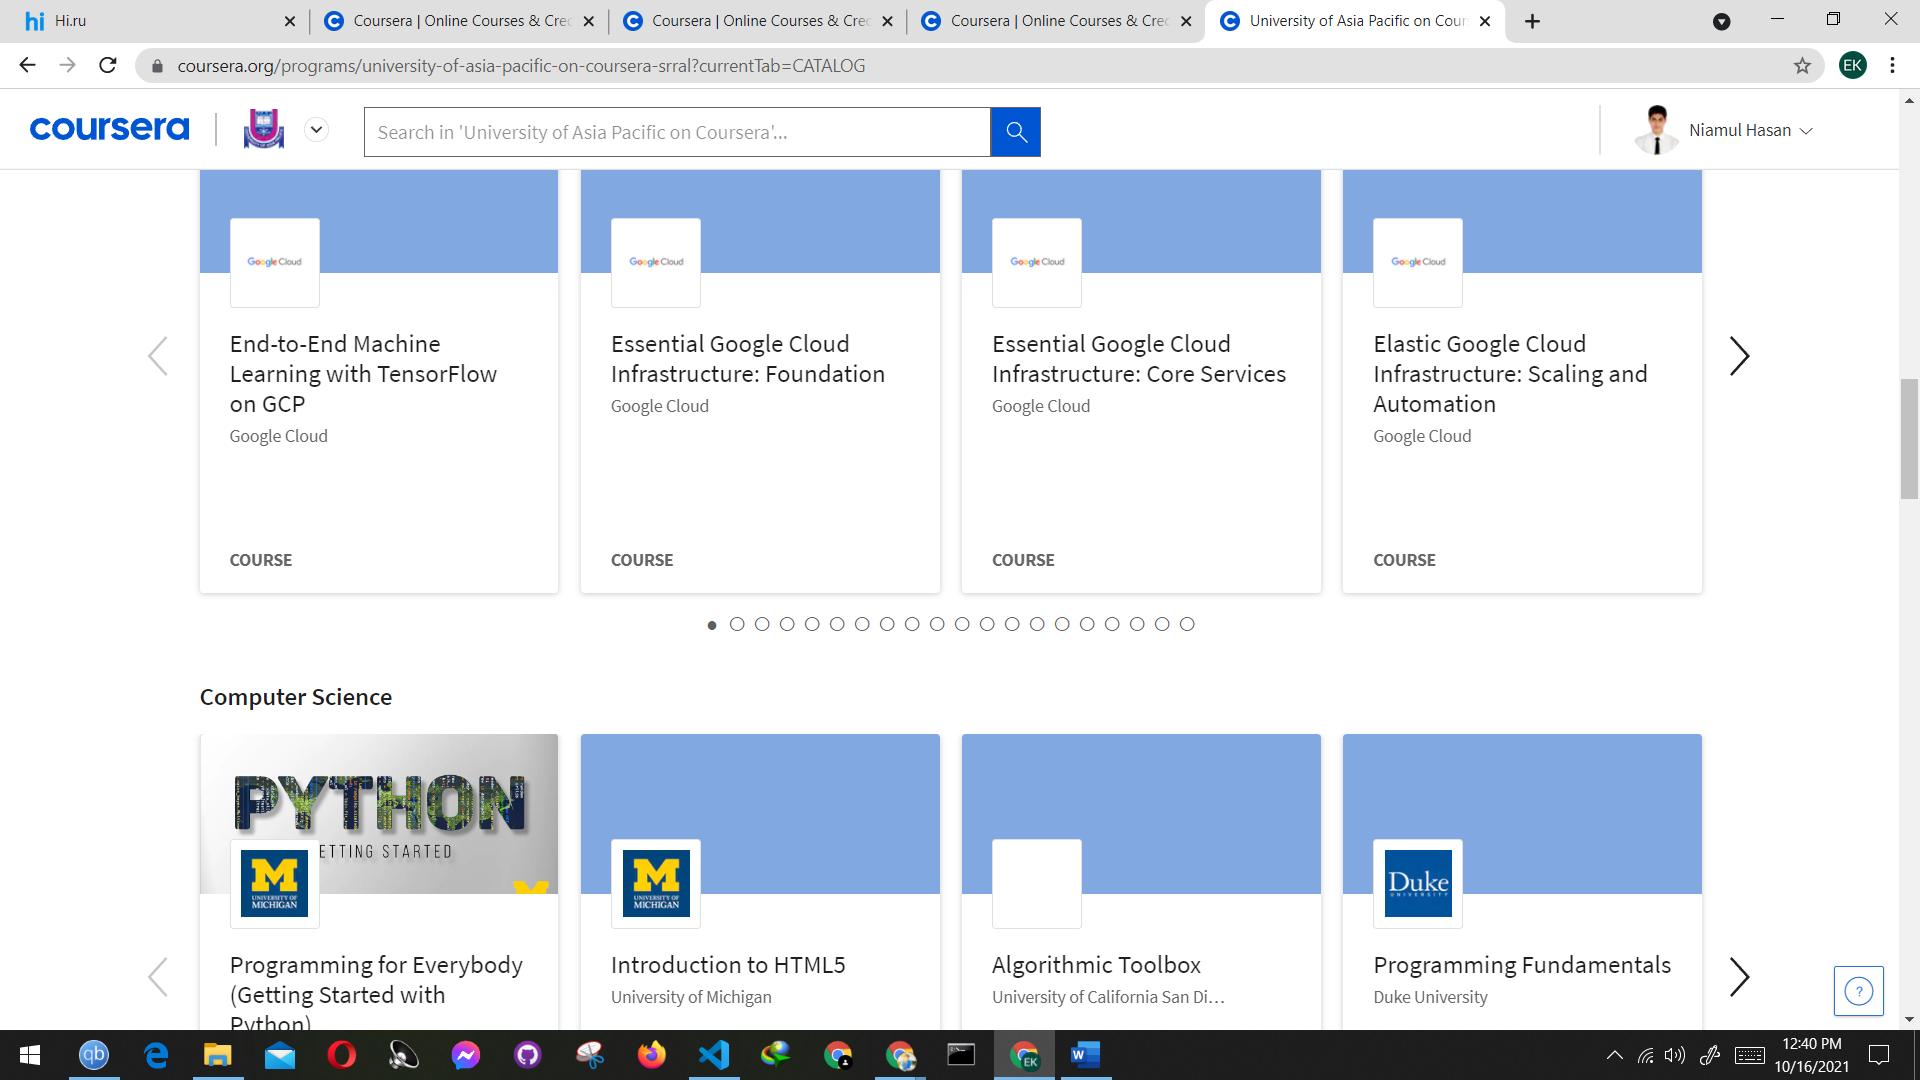 hi Hi.ru
Coursera | Online Courses & Cre
Coursera | Online Courses & Cre
Coursera | Online Courses & Cre
University of Asia Pacific on Cour
coursera.org/programs/university-of-asia-pacific-on-coursera-srral?currentTab=CATALOG
EK
coursera
UAP
Search in 'University of Asia Pacific on Coursera'...
Niamul Hasan
Google Cloud
Google Cloud
Google Cloud
Google Cloud
End-to-End Machine
Learning with TensorFlow
on GCP
Google Cloud
COURSE
Essential Google Cloud
Infrastructure: Foundation
Google Cloud
COURSE
Essential Google Cloud
Infrastructure: Core Services
Google Cloud
COURSE
Elastic Google Cloud
Infrastructure: Scaling and
Automation
Google Cloud
COURSE
Computer Science
PYTHON
ETTING STARTED
M
UNIVERSITY OF
MICHIGAN
Programming for Everybody
(Getting Started with
Python)
M
UNIVERSITY OF
MICHIGAN
Introduction to HTML5
University of Michigan
Algorithmic Toolbox
University of California San Di...
Duke
UNIVERSITY
Programming Fundamentals
Duke University
?
qb
EK
W
12:40 PM
10/16/2021